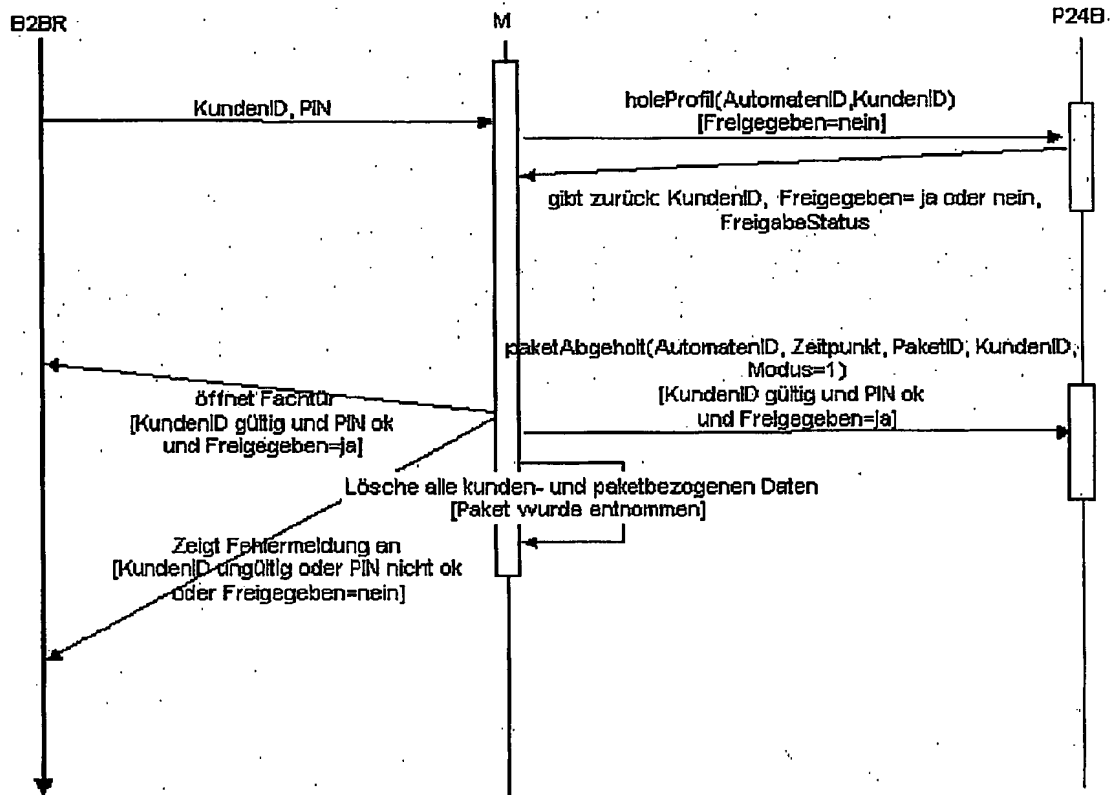 B2BR
M
P24B
KundenID, PIN
holeProfil(AutomatenID,KundenID)
[Freigegeben=nein]
gibt zurück: KundenID, Freigegeben= ja oder nein,
FreigabeStatus
paketAbgeholt(AutomatenID, Zeitpunkt, PaketID, KundenID,
Modus=1)
[KundenID gültig und PIN ok
und Freigegeben=ja]
öffnet Fachtür
[KundenID gültig und PIN ok
und Freigegeben=ja]
Lösche alle kunden- und paketbezogenen Daten
[Paket wurde entnommen]
Zeigt Fehlermeldung an
[KundenID ungültig oder PIN nicht ok
oder Freigegeben=nein]